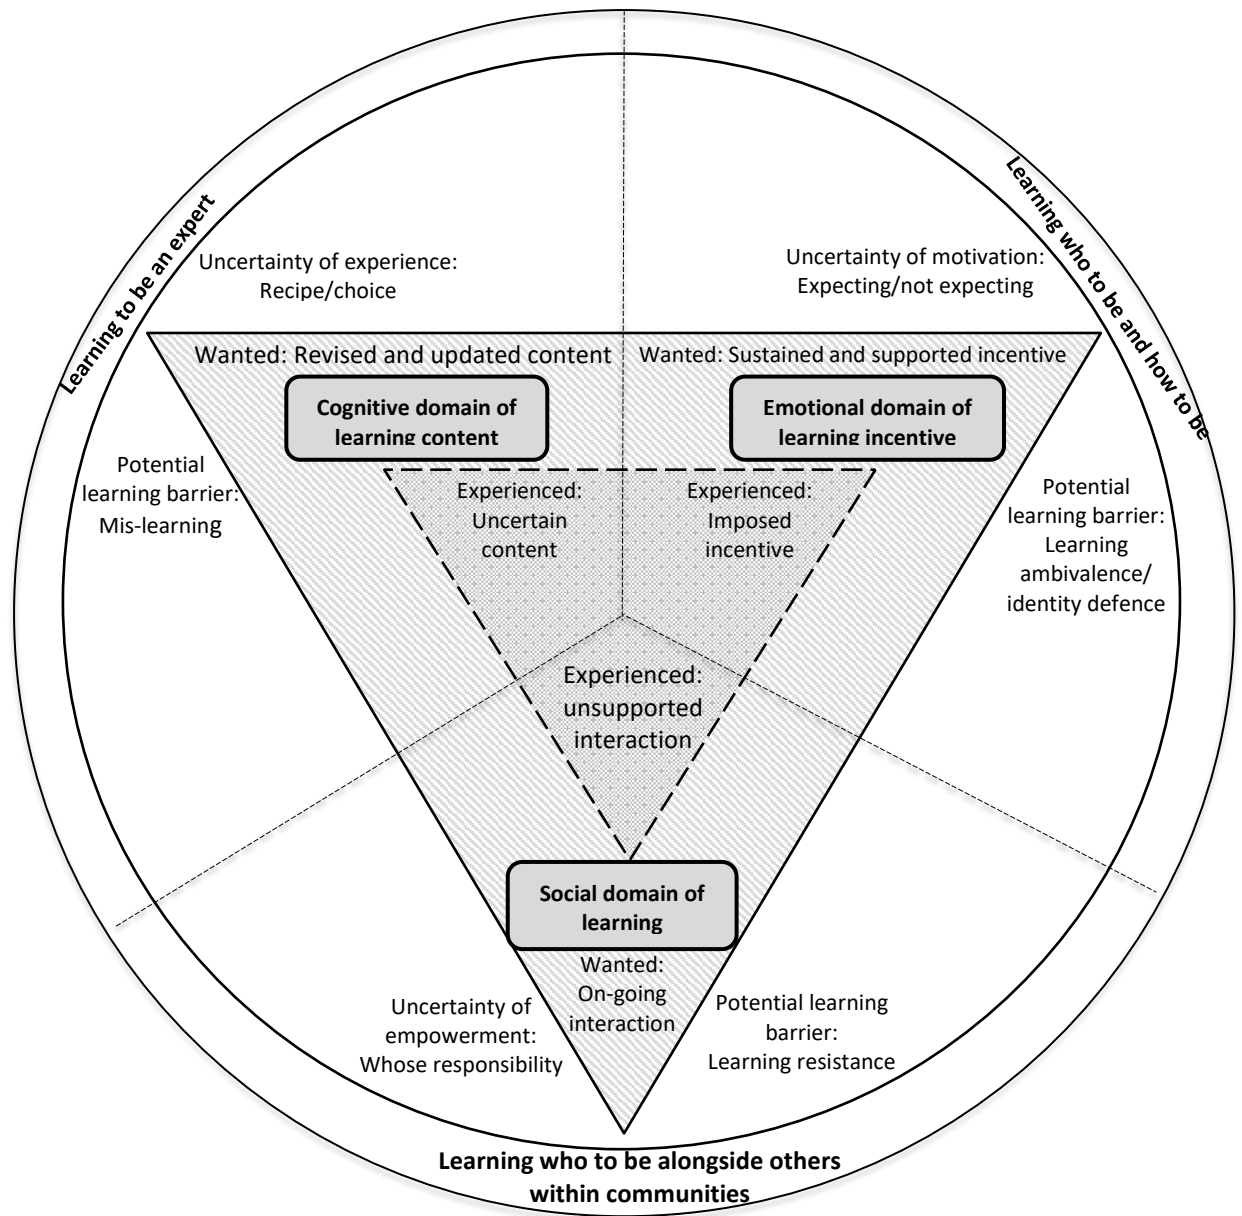 Learning to be an expert
Learning who to be and how to be
Uncertainty of experience:
Recipe/choice
Uncertainty of motivation:
Expecting/not expecting
Wanted: Revised and updated content
Wanted: Sustained and supported incentive
Cognitive domain of
learning content
Emotional domain of
learning incentive
Potential
learning barrier:
Mis-learning
Experienced:
Uncertain
content
Experienced:
Imposed
incentive
Potential
learning barrier:
Learning
ambivalence/
identity defence
Experienced:
unsupported
interaction
Social domain of
learning
Wanted:
On-going
interaction
Uncertainty of
empowerment:
Whose responsibility
Potential learning
barrier:
Learning resistance
Learning who to be alongside others
within communities